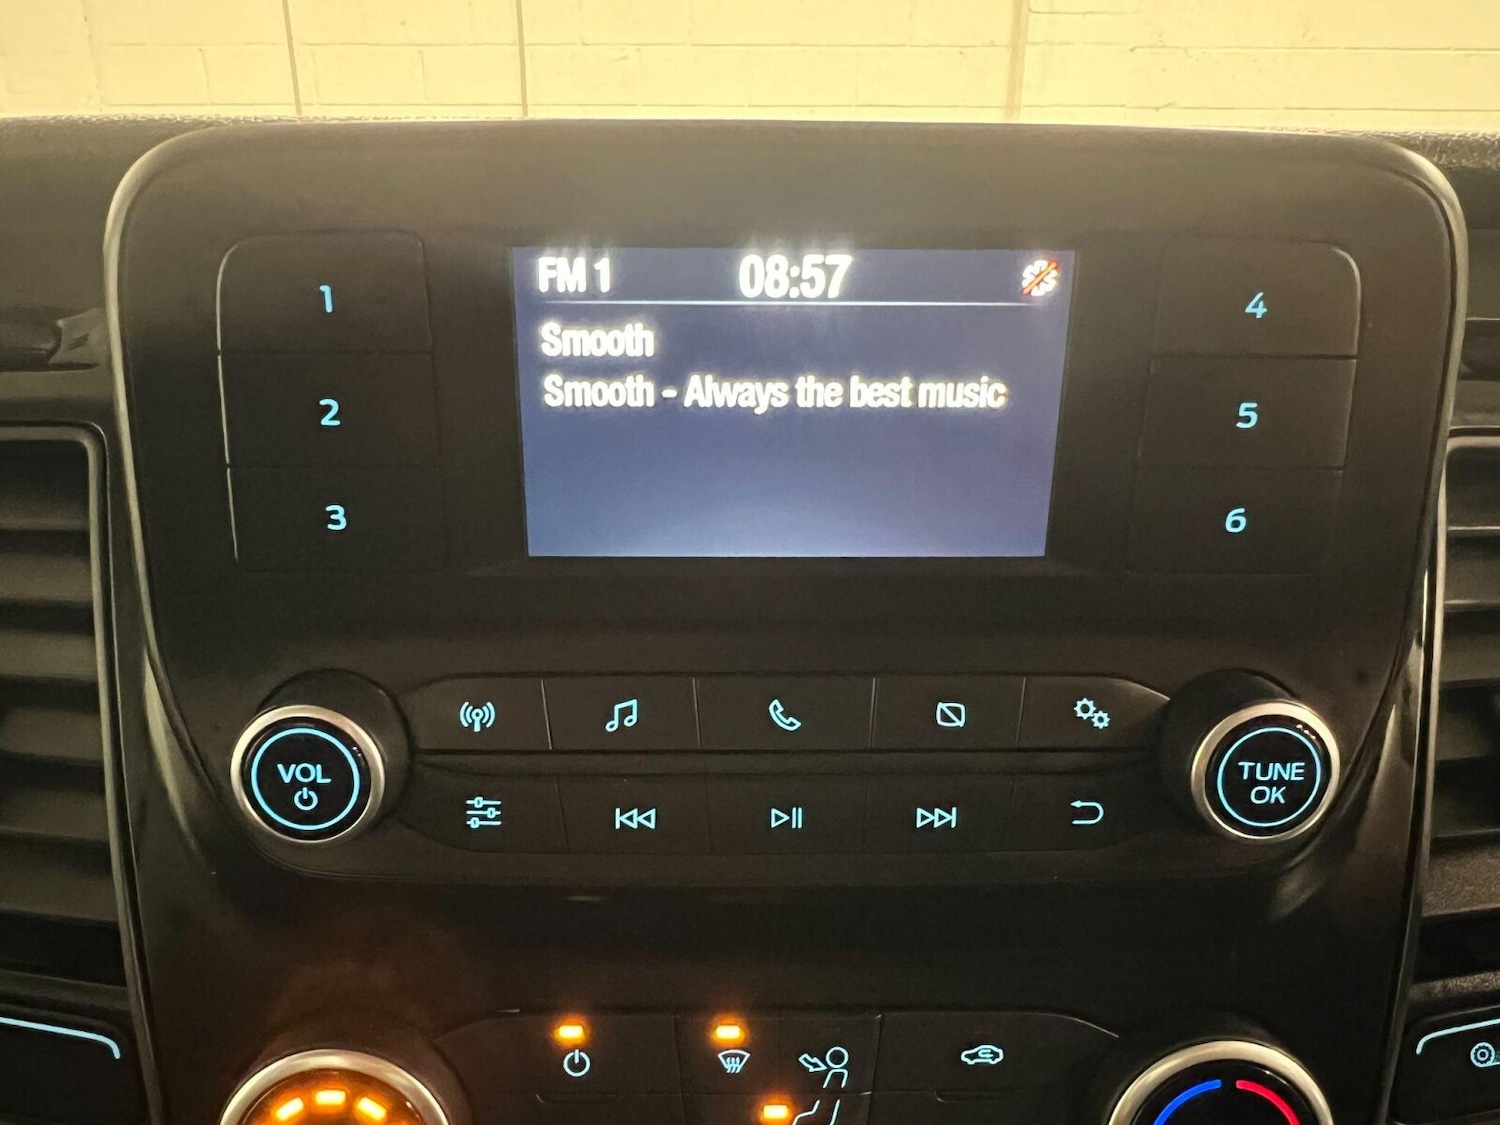 FM 1 08:57
Smooth
Smooth - Always the best music
1
2
3
4
5
6
VOL
TUNE
OK